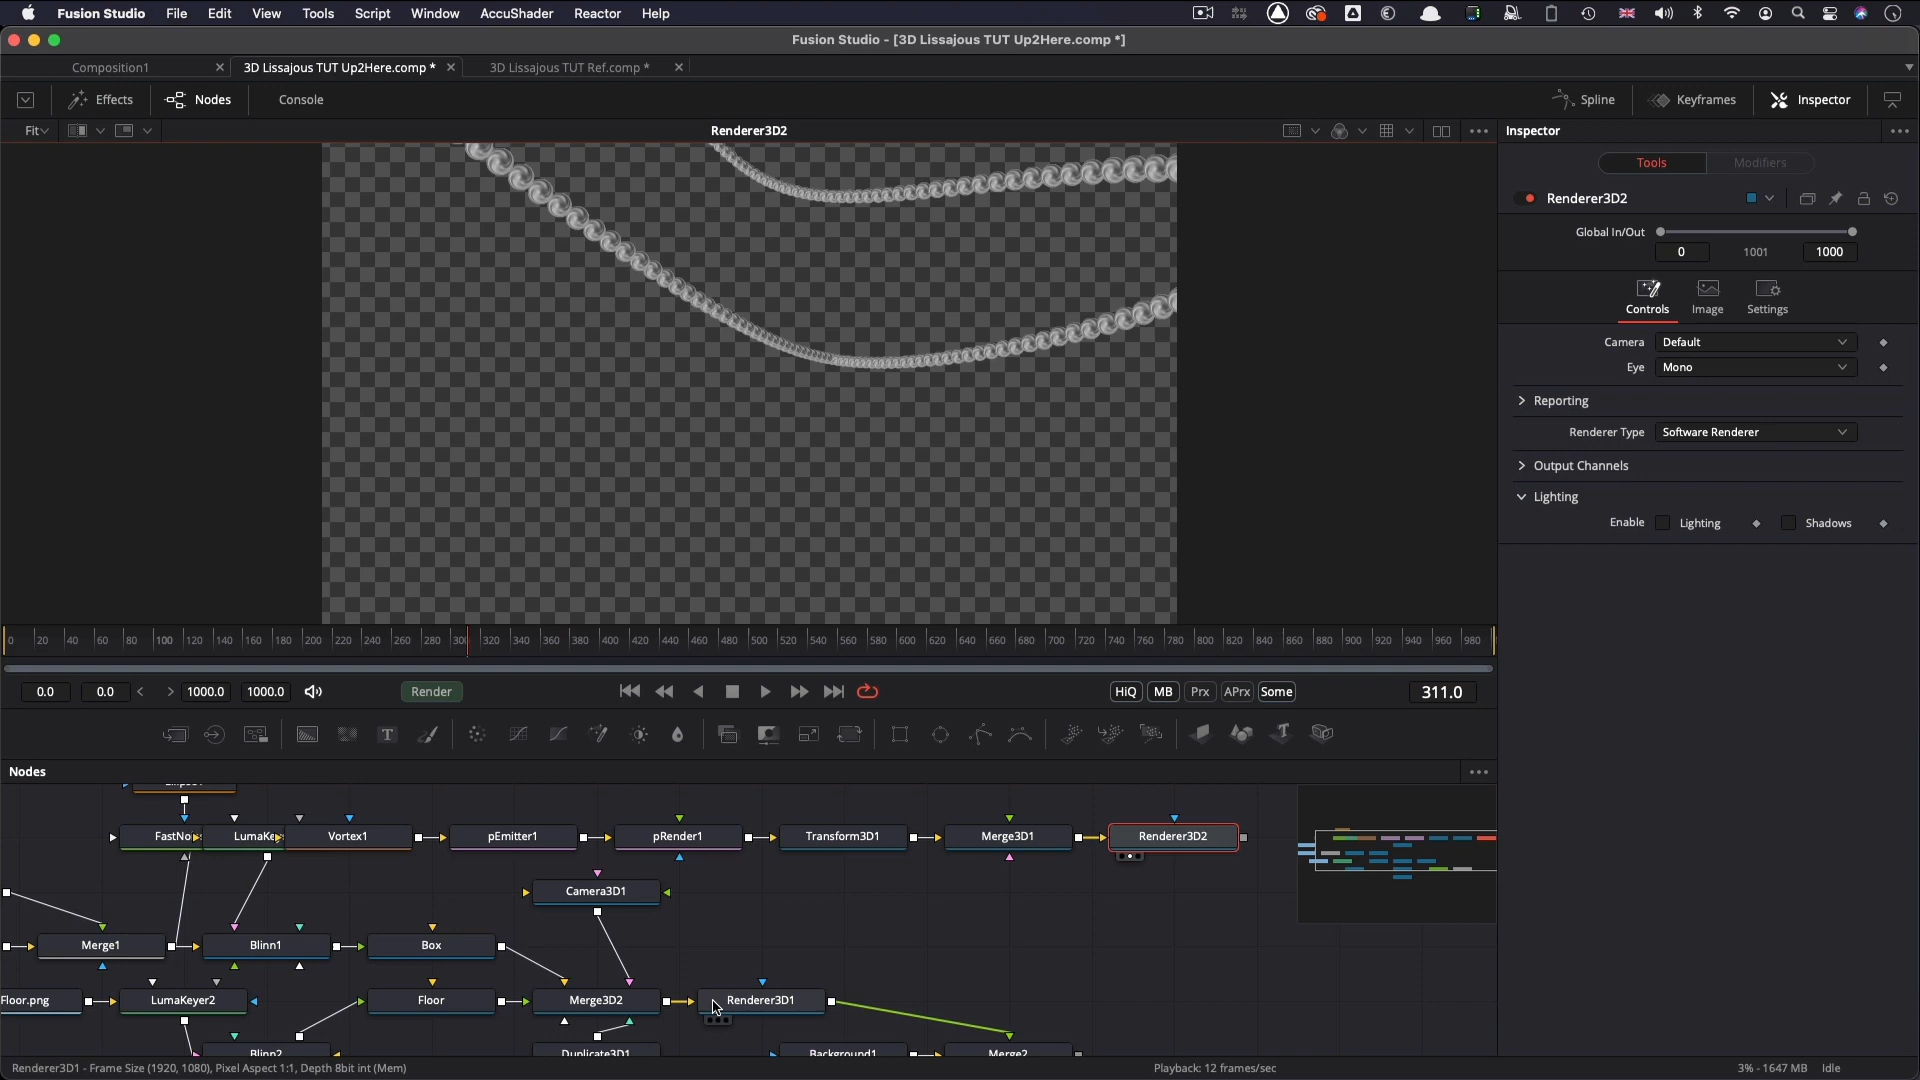 Fusion Studio File Edit View Tools Script Window AccuShader Reactor Help
Fusion Studio - [3D Lissajous TUT Up2Here.comp *]
Composition1 3D Lissajous TUT Up2Here.comp * 3D Lissajous TUT Ref.comp *
Effects Nodes Console Spline Keyframes Inspector
Fit Renderer3D2 Inspector
Tools Modifiers
Renderer3D2
Global In/Out
0 1001 1000
Controls Image Settings
Camera Default
Eye Mono
Reporting
Renderer Type Software Renderer
Output Channels
Lighting
Enable Lighting Shadows
0 20 40 60 80 100 120 140 160 180 200 220 240 260 280 300 320 340 360 380 400 420 440 460 480 500 520 540 560 580 600 620 640 660 680 700 720 740 760 780 800 820 840 860 880 900 920 940 960 980
0.0 0.0 1000.0 1000.0 Render HiQ MB Prx APrx Some 311.0
Nodes
FastNo LumaKe Vortex1 pEmitter1 pRender1 Transform3D1 Merge3D1 Renderer3D2
Camera3D1
Merge1 Blinn1 Box
Floor.png LumaKeyer2 Floor Merge3D2 Renderer3D1
Blinn2 Duplicate3D1 Background1 Merge2
Renderer3D1 - Frame Size (1920, 1080), Pixel Aspect 1:1, Depth 8bit int (Mem) Playback: 12 frames/sec 3% - 1647 MB Idle